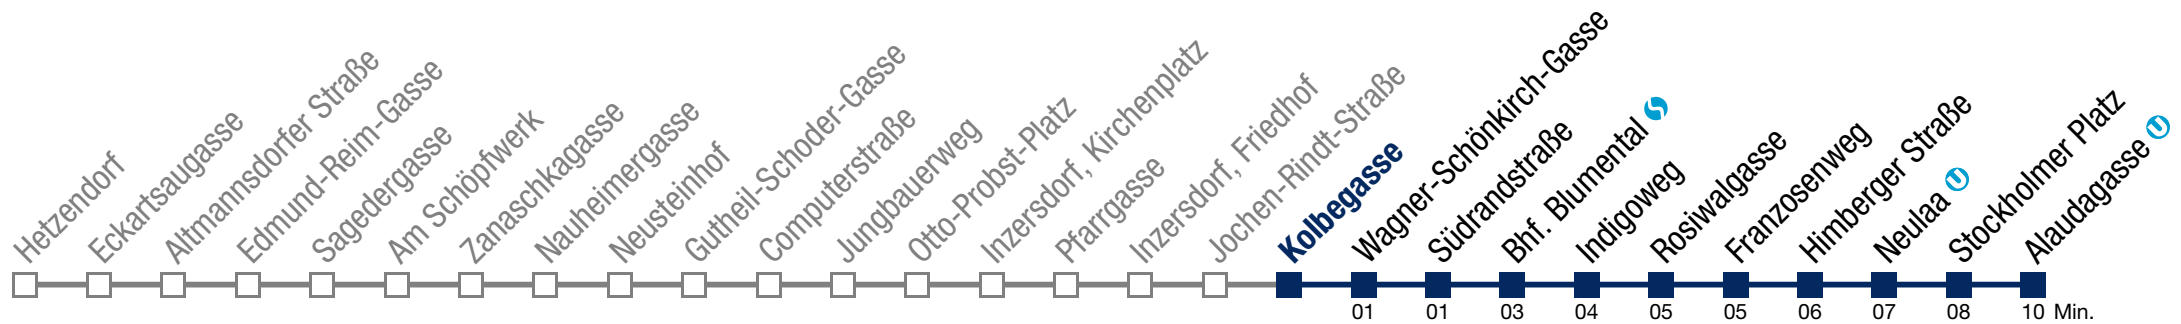 Hetzendorf
Eckartsaugasse
Altmannsdorfer Straße
Edmund-Reim-Gasse
Sagedergasse
Am Schöpfwerk
Zanaschkagasse
Nauheimergasse
Neusteinhof
Gutheil-Schoder-Gasse
Computerstraße
Jungbauerweg
Otto-Probst-Platz
Inzersdorf, Kirchenplatz
Pfarrgasse
Inzersdorf, Friedhof
Jochen-Rindt-Straße
Kolbegasse
Wagner-Schönkirch-Gasse
Südrandstraße
Bhf. Blumental S
Indigoweg
Rosiwalgasse
Franzosenweg
Himberger Straße
Neulaa U
Stockholmer Platz
Alaudagasse U
01 01 03 04 05 05 06 07 08 10 Min.